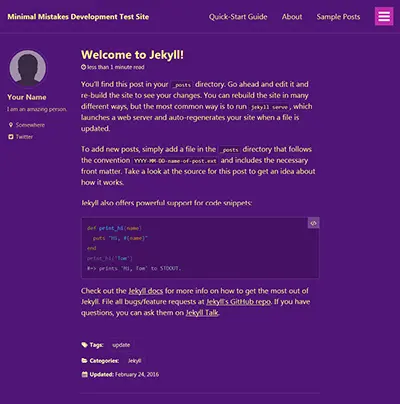 Minimal Mistakes Development Test Site
Quick-Start Guide About Sample Posts
Your Name
I am an amazing person.
Somewhere
Twitter
Welcome to Jekyll!
less than 1 minute read
You'll find this post in your _posts directory. Go ahead and edit it and
re-build the site to see your changes. You can rebuild the site in many
different ways, but the most common way is to run jekyll serve, which
launches a web server and auto-regenerates your site when a file is
updated.
To add new posts, simply add a file in the _posts directory that follows
the convention YYYY-MM-DD-name-of-post.ext and includes the necessary
front matter. Take a look at the source for this post to get an idea about
how it works.
Jekyll also offers powerful support for code snippets:
</>
def print_hi(name)
puts "Hi, #{name}"
end
print_hi('Tom')
#=> prints 'Hi, Tom' to STDOUT.
Check out the Jekyll docs for more info on how to get the most out of
Jekyll. File all bugs/feature requests at Jekyll's GitHub repo. If you have
questions, you can ask them on Jekyll Talk.
Tags: update
Categories: Jekyll
Updated: February 24, 2016